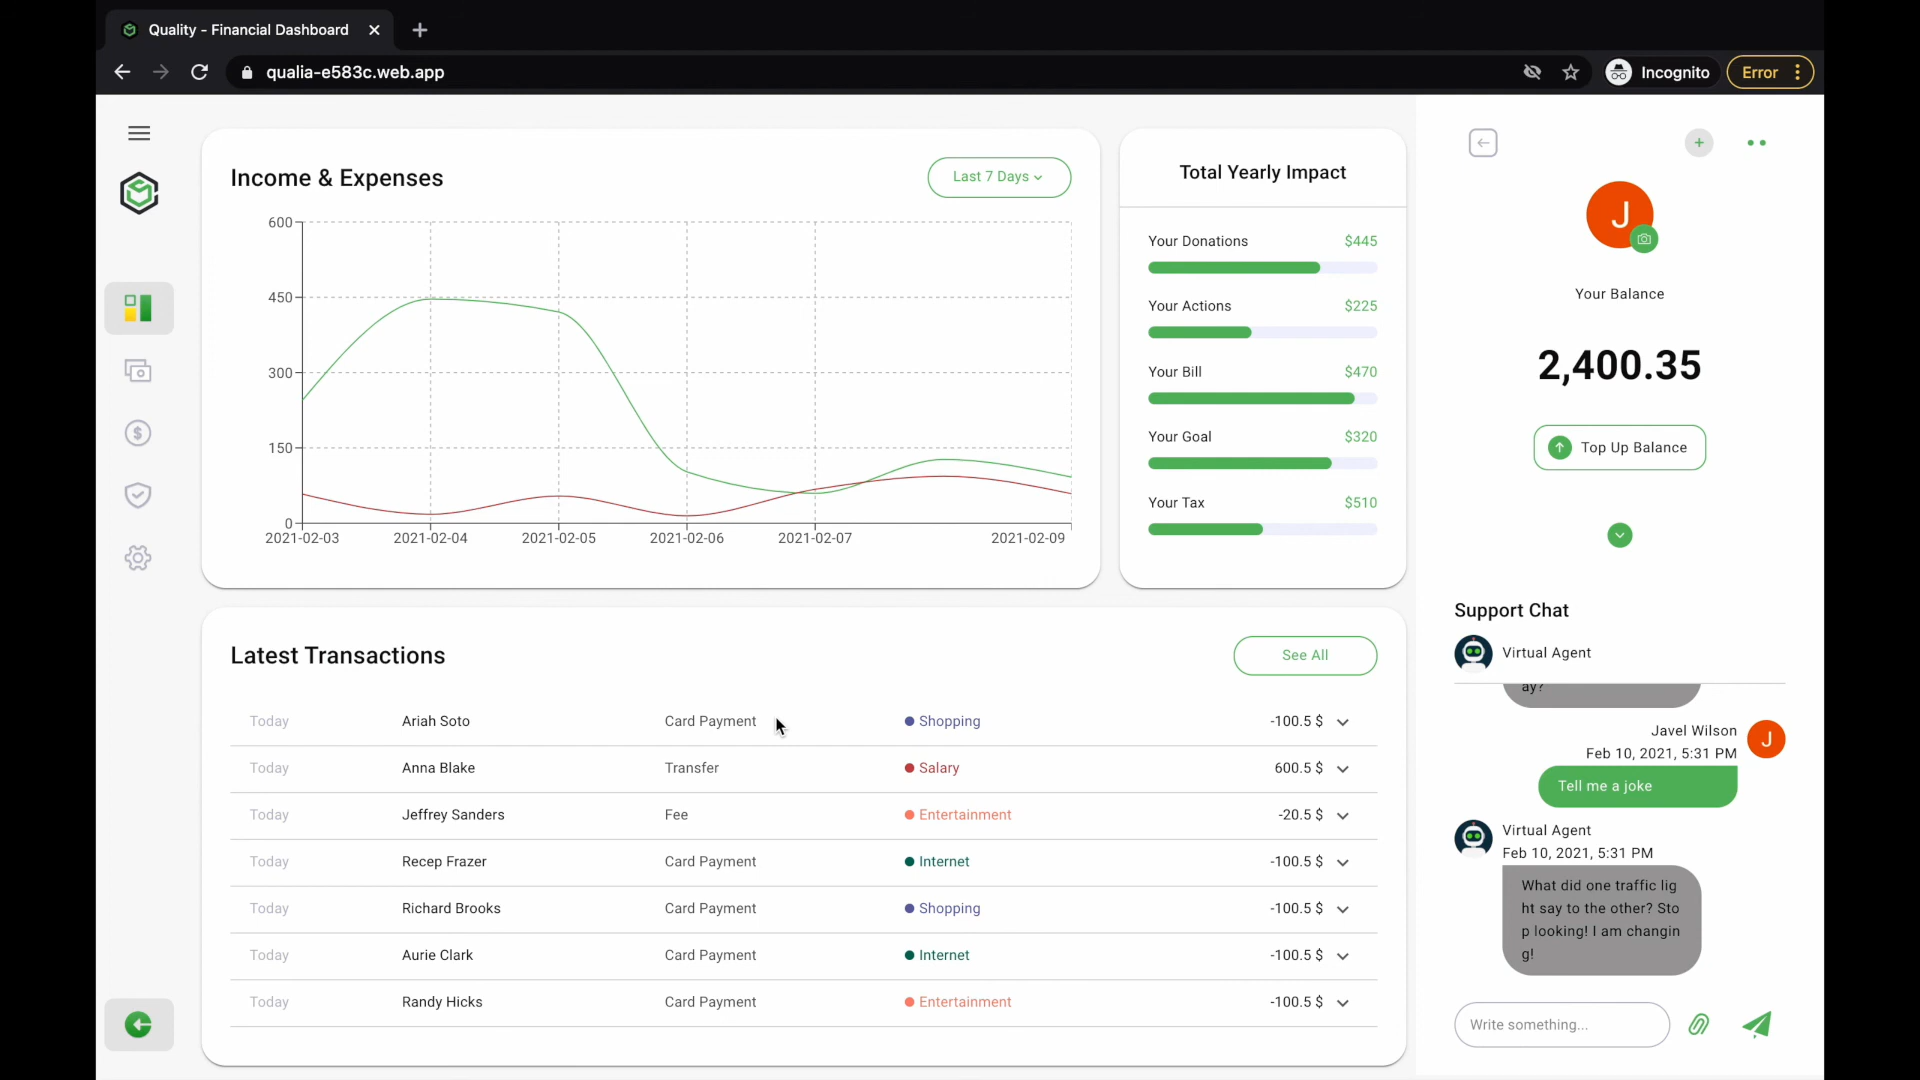 Quality - Financial Dashboard
qualia-e583c.web.app
Incognito
Error
Income & Expenses
Last 7 Days
600
450
300
150
0
2021-02-03 2021-02-04 2021-02-05 2021-02-06 2021-02-07 2021-02-09
Total Yearly Impact
Your Donations $445
Your Actions $225
Your Bill $470
Your Goal $320
Your Tax $510
Latest Transactions
See All
Today Ariah Soto Card Payment Shopping -100.5 $
Today Anna Blake Transfer Salary 600.5 $
Today Jeffrey Sanders Fee Entertainment -20.5 $
Today Recep Frazer Card Payment Internet -100.5 $
Today Richard Brooks Card Payment Shopping -100.5 $
Today Aurie Clark Card Payment Internet -100.5 $
Today Randy Hicks Card Payment Entertainment -100.5 $
J
Your Balance
2,400.35
Top Up Balance
Support Chat
Virtual Agent
ay?
Javel Wilson
Feb 10, 2021, 5:31 PM
J
Tell me a joke
Virtual Agent
Feb 10, 2021, 5:31 PM
What did one traffic lig
ht say to the other? Sto
p looking! I am changin
g!
Write something...